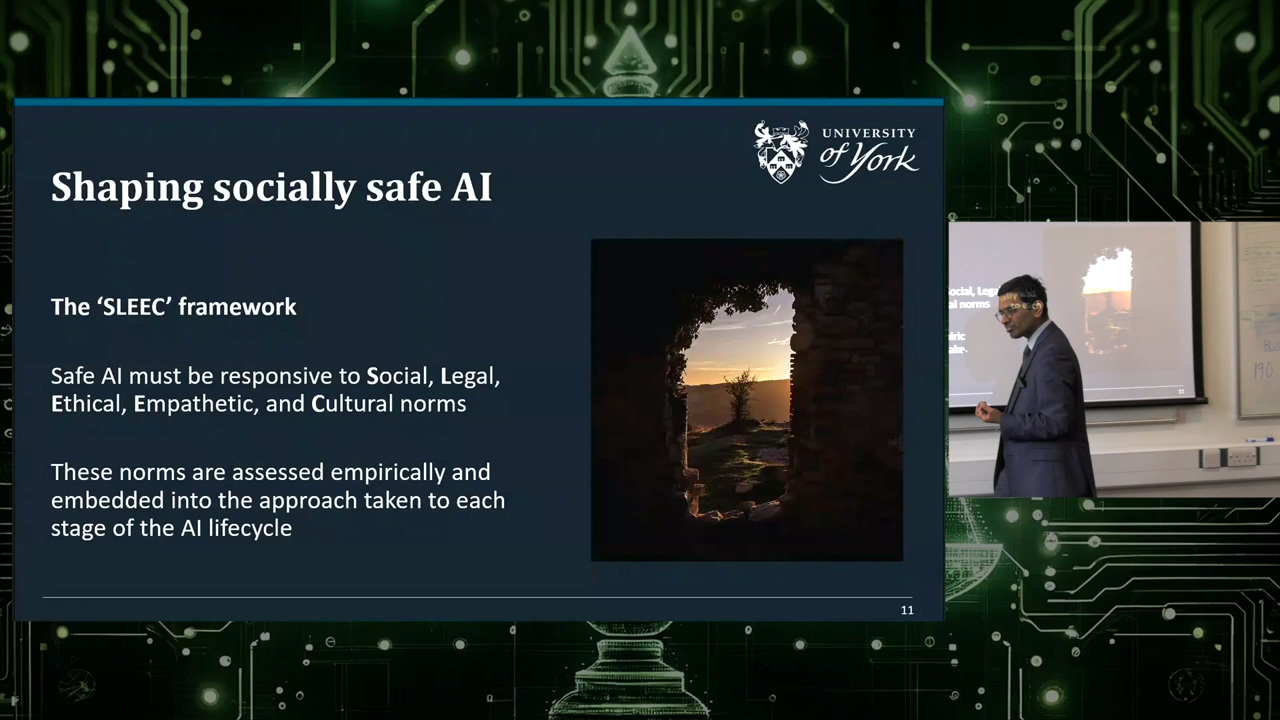 UNIVERSITY
of York
Shaping socially safe AI
The ‘SLEEC’ framework
Safe AI must be responsive to Social, Legal,
Ethical, Empathetic, and Cultural norms
These norms are assessed empirically and
embedded into the approach taken to each
stage of the AI lifecycle
11